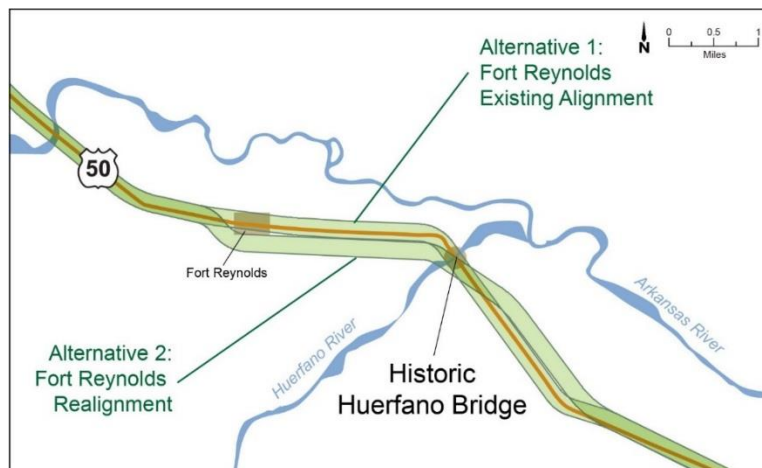 Alternative 1:
Fort Reynolds
Existing Alignment
N
0 0.5 1
Miles
50
Fort Reynolds
Alternative 2:
Fort Reynolds
Realignment
Huerfano River
Historic
Huerfano Bridge
Arkansas River